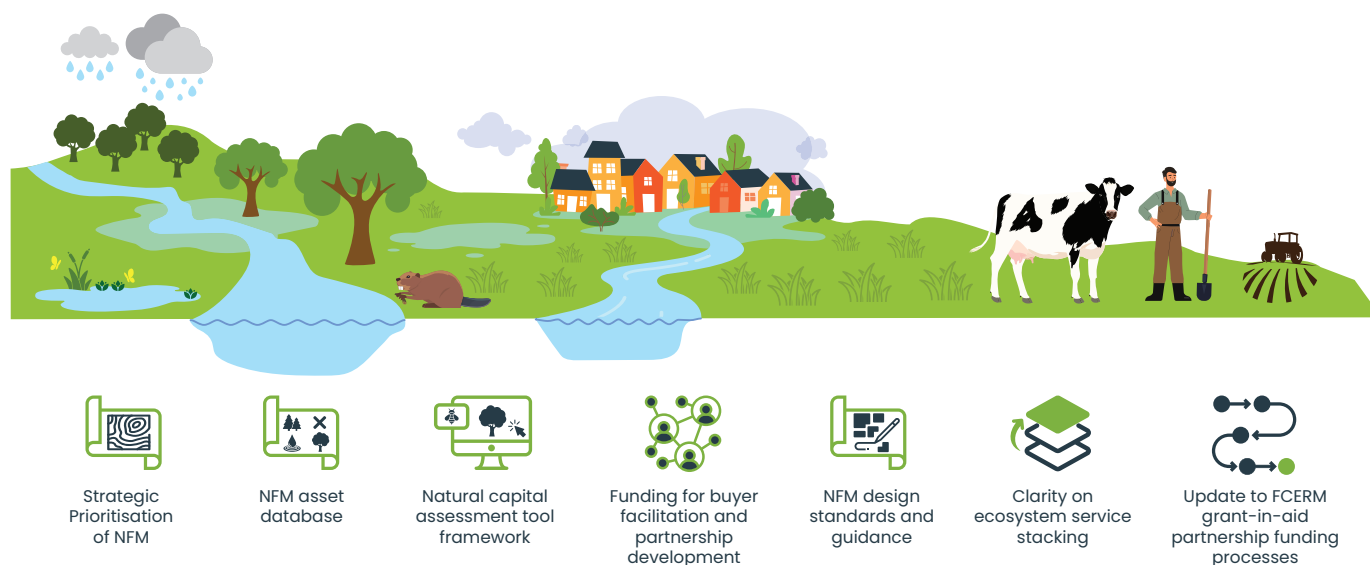 Strategic
Prioritisation
of NFM
NFM asset
database
Natural capital
assessment tool
framework
Funding for buyer
facilitation and
partnership
development
NFM design
standards and
guidance
Clarity on
ecosystem service
stacking
Update to FCERM
grant-in-aid
partnership funding
processes